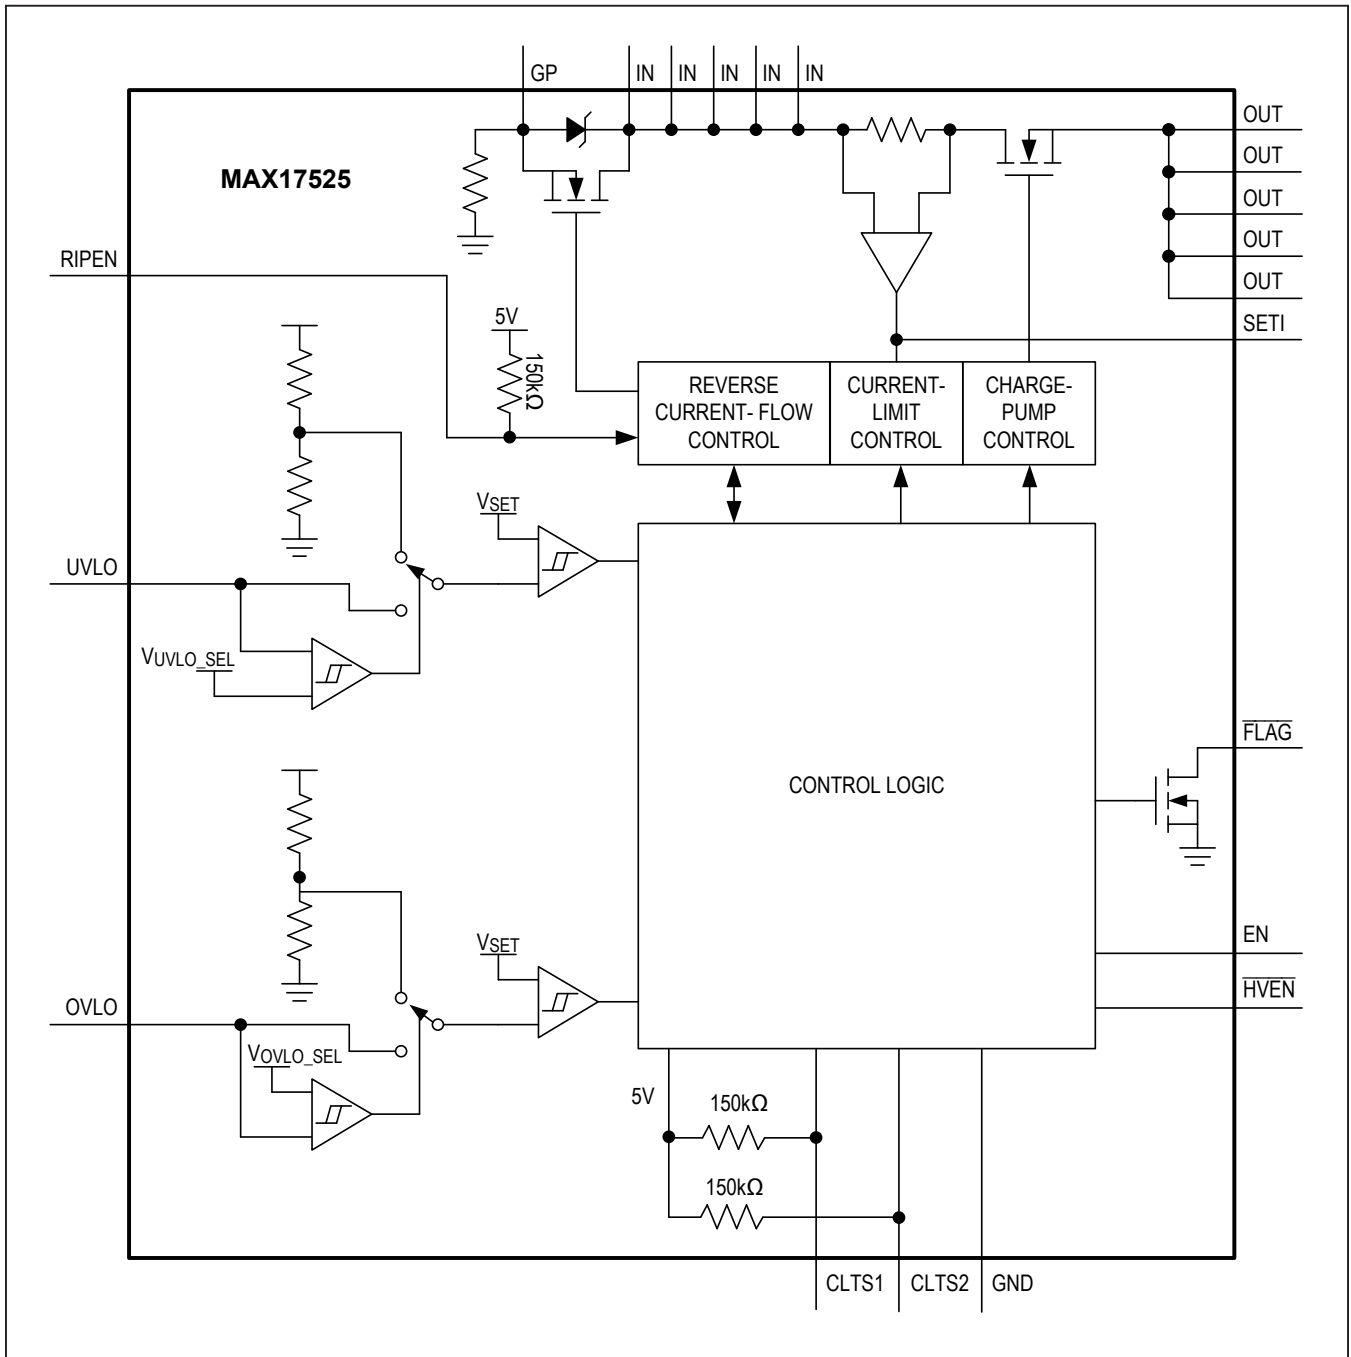 GP
IN
IN
IN
IN
IN
OUT
OUT
OUT
OUT
OUT
MAX17525
RIPEN
5V
150kΩ
SETI
REVERSE
CURRENT- FLOW
CONTROL
CURRENT-
LIMIT
CONTROL
CHARGE-
PUMP
CONTROL
VSET
UVLO
VUVLO_SEL
CONTROL LOGIC
FLAG
VSET
EN
HVEN
OVLO
VOVLO_SEL
5V
150kΩ
150kΩ
CLTS1
CLTS2
GND